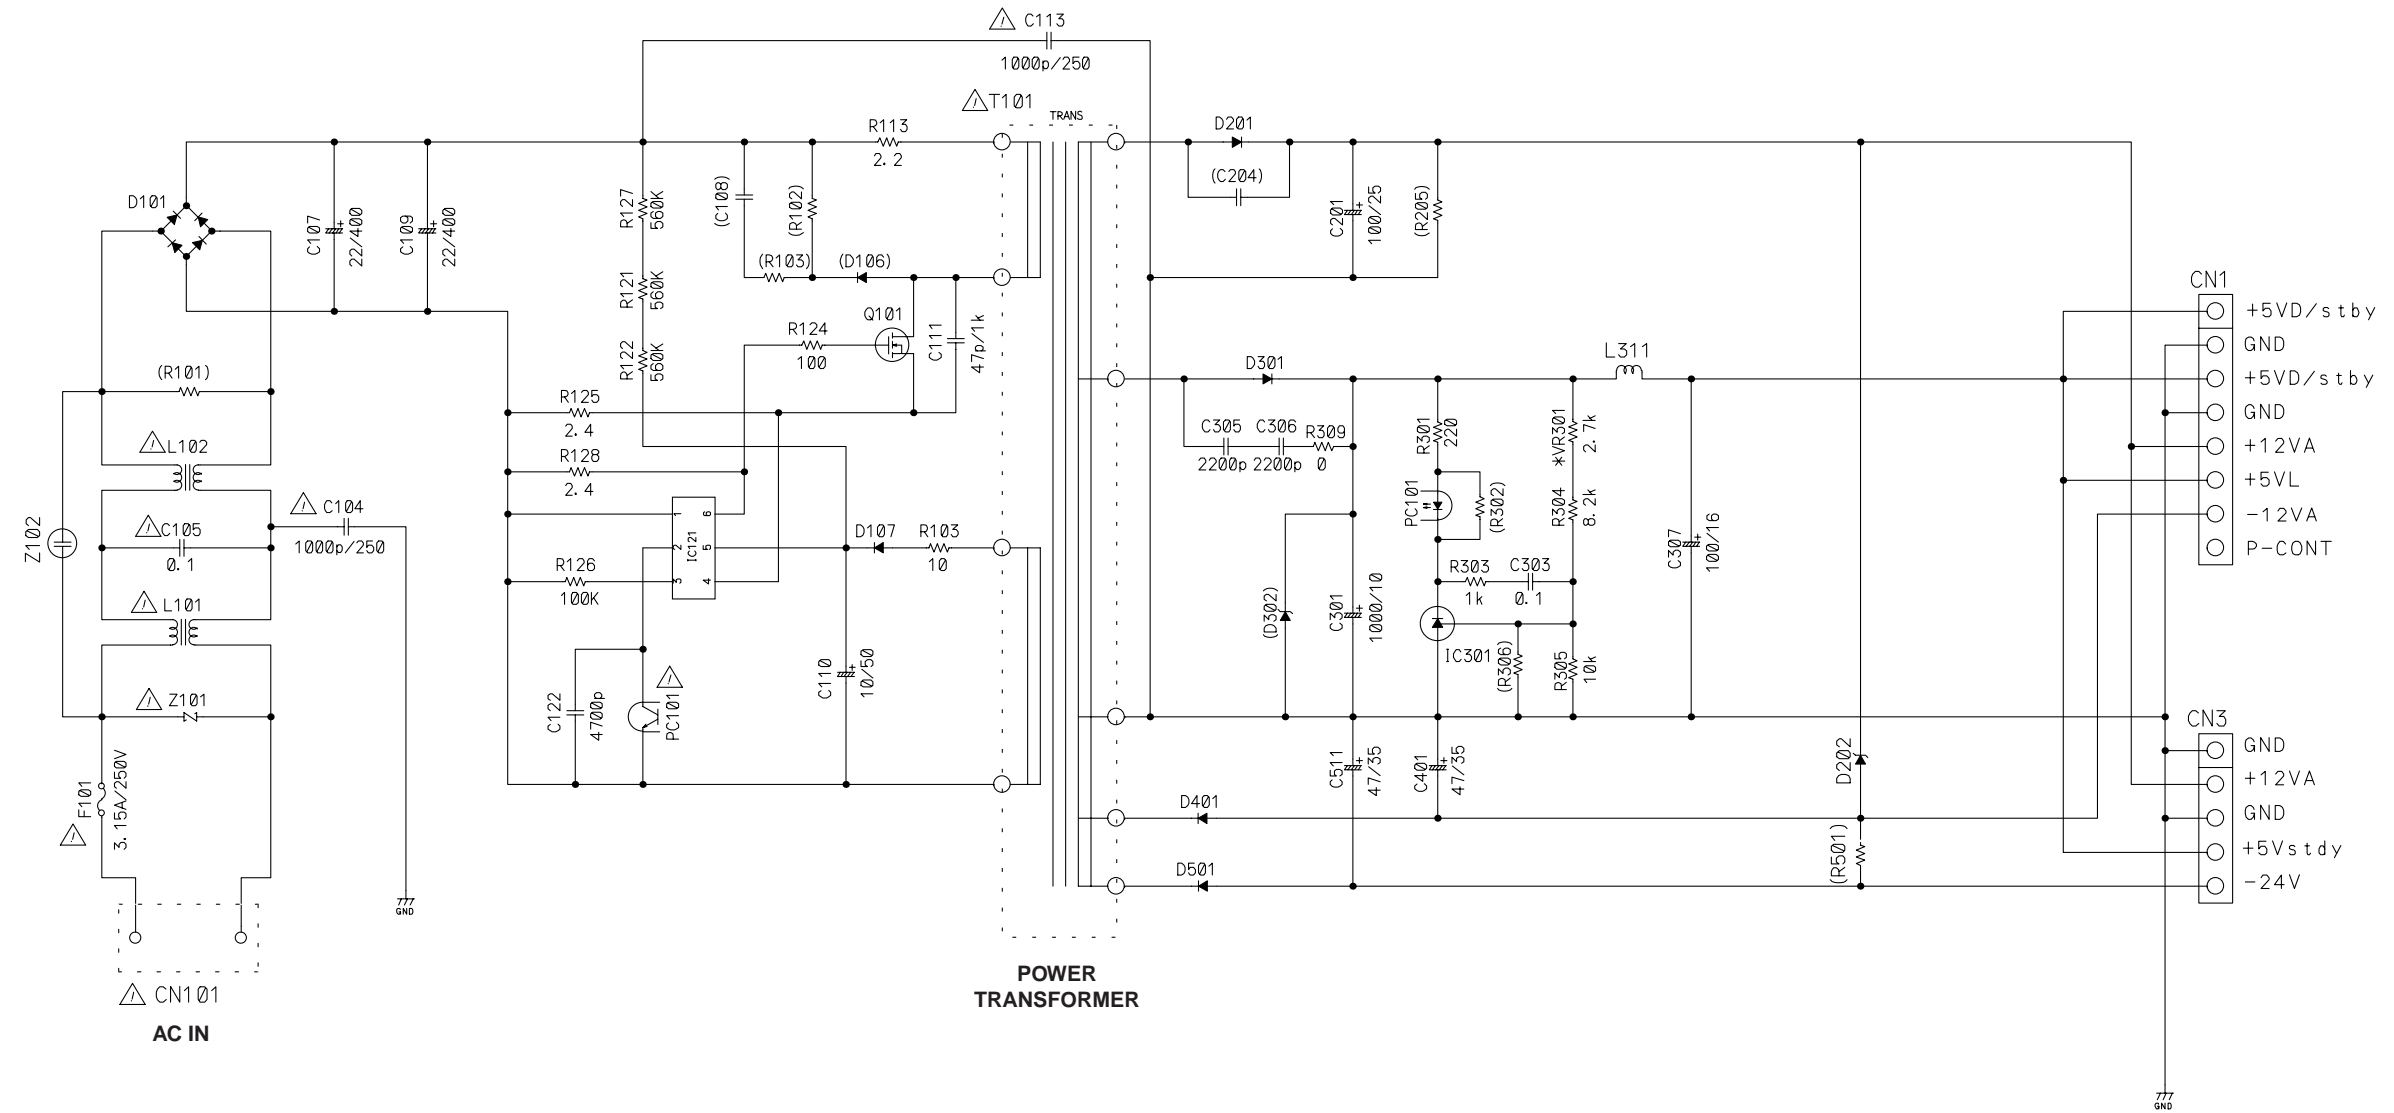 C113
1000p/250
T101
TRANS
R113
2.2
D201
(C204)
D101
C107
22/400
C109
22/400
R127
560K
(C108)
(R102)
C201
100/25
(R205)
(R103)
(D106)
R121
560K
CN1
+5VD/stby
GND
+5VD/stby
GND
+12VA
+5VL
-12VA
P-CONT
Q101
R124
100
C111
47p/1k
R122
560K
(R101)
R125
2.4
D301
L311
C305
2200p
C306
2200p
R309
0
R301
220
*VR301
2.7k
L102
R128
2.4
C104
1000p/250
C105
0.1
Z102
1
2
3
IC121
6
5
4
D107
R103
10
PC101
(R302)
R304
8.2k
C307
100/16
R126
100K
L101
R303
1k
C303
0.1
(D302)
C301
1000/10
IC301
(R306)
R305
10k
Z101
C122
4700p
PC101
C110
10/50
CN3
GND
+12VA
GND
+5Vstdy
-24V
F101
3.15A/250V
C511
47/35
C401
47/35
D202
D401
(R501)
D501
GND
CN101
AC IN
POWER
TRANSFORMER
GND